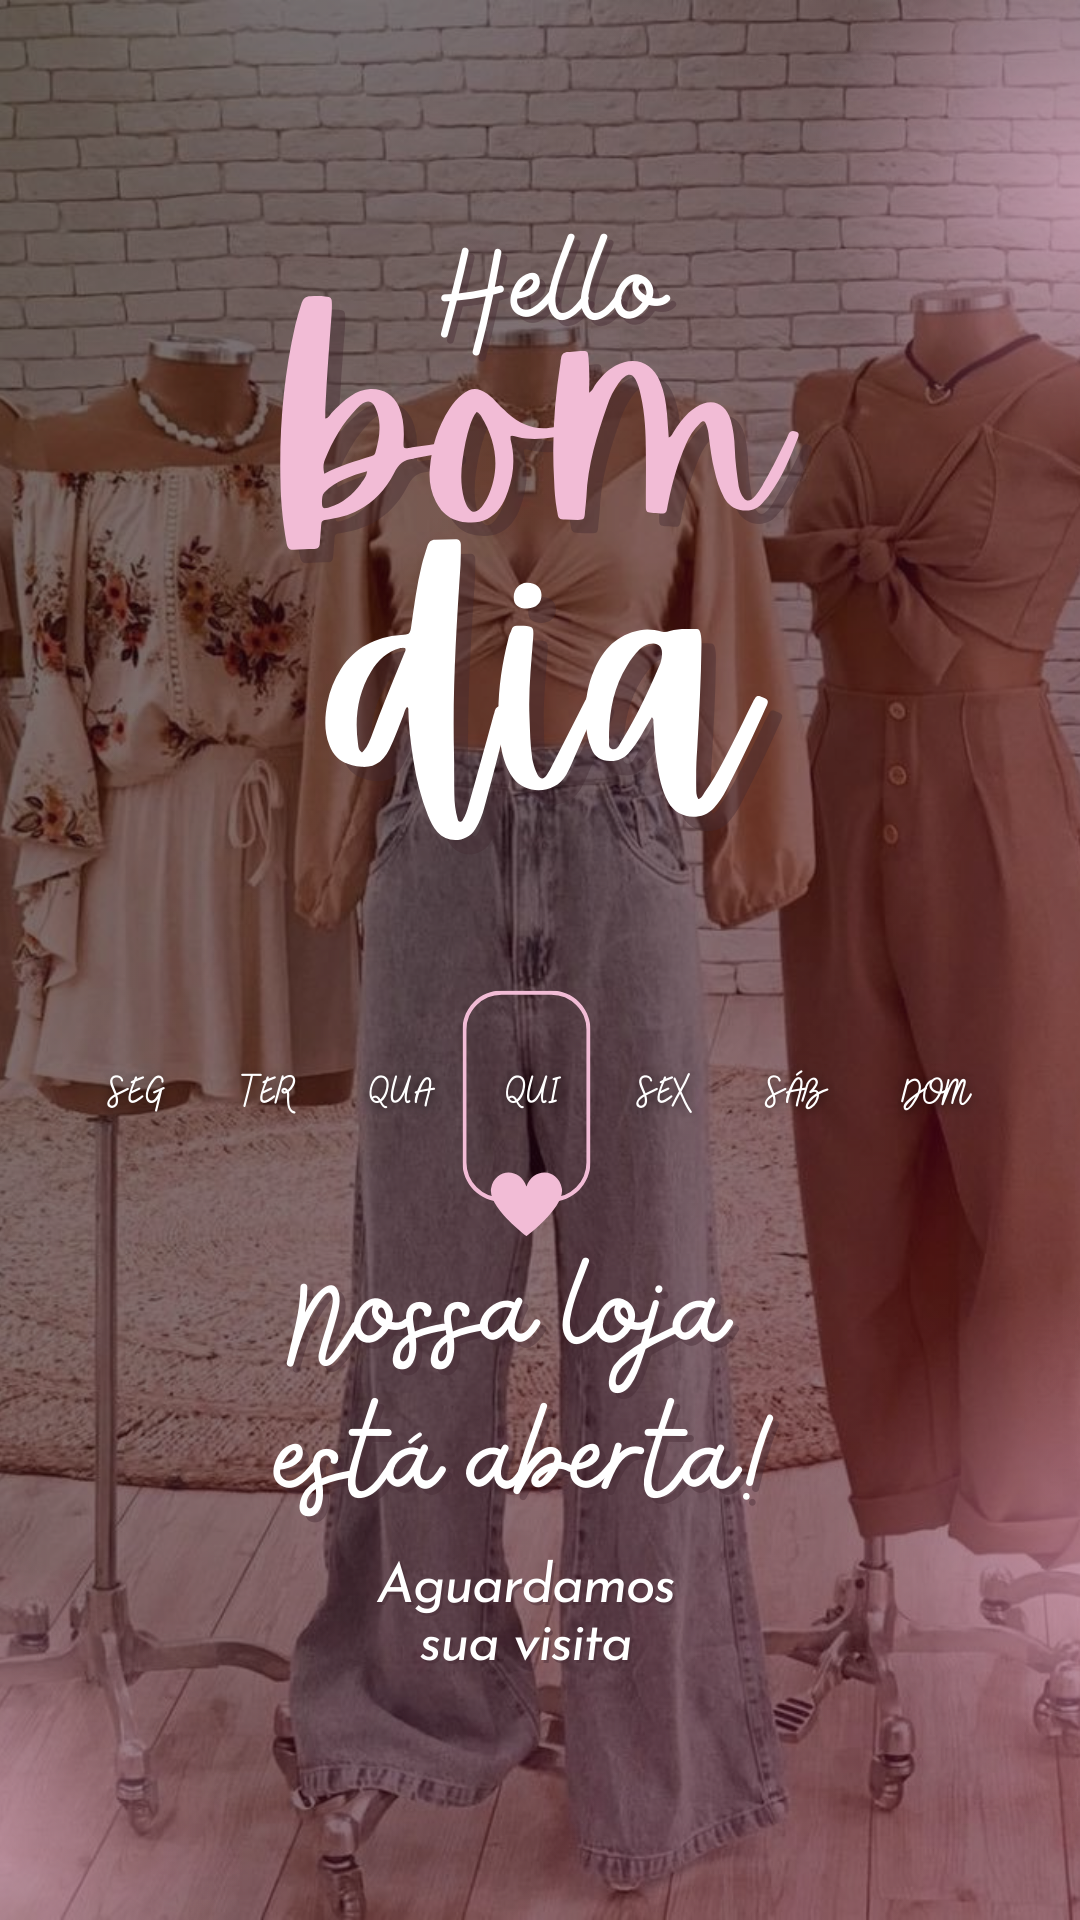 Hello
bom
dia
SEG TER QUA QUI SEX SÁB DOM
Nossa loja
está aberta!
Aguardamos
sua visita